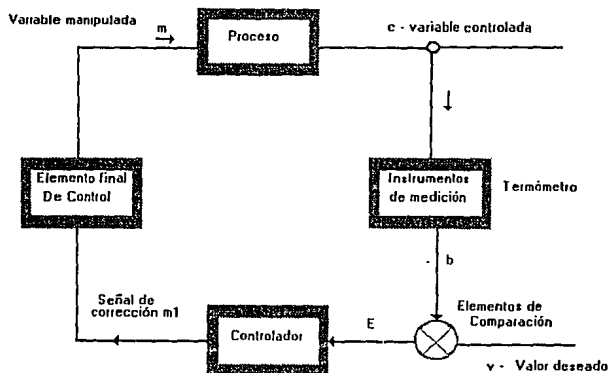 Variable manipulada
m
Proceso
c - variable controlada
Elemento final
De Control
Instrumentos
de medición
Termómetro
- b
Señal de
corrección m1
Controlador
E
Elementos de
Comparación
v - Valor deseado